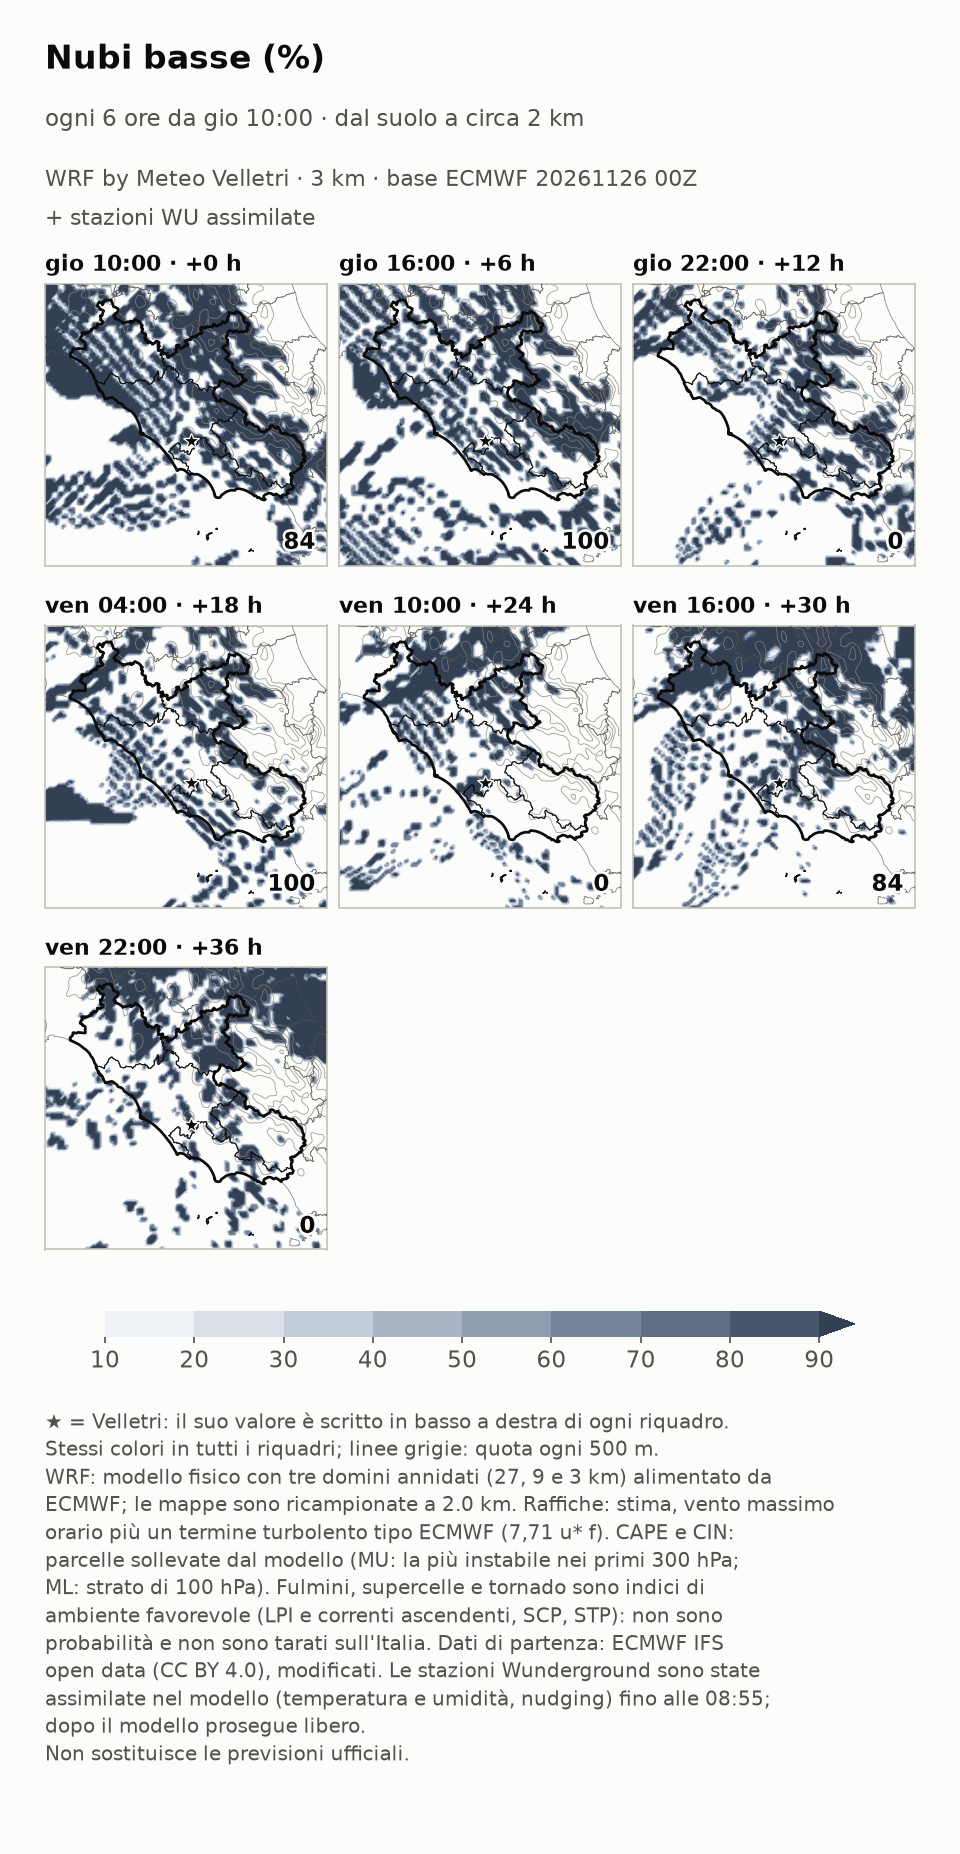 Nubi basse (%)
ogni 6 ore da gio 10:00 · dal suolo a circa 2 km
WRF by Meteo Velletri · 3 km · base ECMWF 20261126 00Z
+ stazioni WU assimilate
gio 10:00 · +0 h
gio 16:00 · +6 h
gio 22:00 · +12 h
84
100
0
ven 04:00 · +18 h
ven 10:00 · +24 h
ven 16:00 · +30 h
100
0
84
ven 22:00 · +36 h
0
10 20 30 40 50 60 70 80 90
★ = Velletri: il suo valore è scritto in basso a destra di ogni riquadro.
Stessi colori in tutti i riquadri; linee grigie: quota ogni 500 m.
WRF: modello fisico con tre domini annidati (27, 9 e 3 km) alimentato da
ECMWF; le mappe sono ricampionate a 2.0 km. Raffiche: stima, vento massimo
orario più un termine turbolento tipo ECMWF (7,71 u* f). CAPE e CIN:
parcelle sollevate dal modello (MU: la più instabile nei primi 300 hPa;
ML: strato di 100 hPa). Fulmini, supercelle e tornado sono indici di
ambiente favorevole (LPI e correnti ascendenti, SCP, STP): non sono
probabilità e non sono tarati sull'Italia. Dati di partenza: ECMWF IFS
open data (CC BY 4.0), modificati. Le stazioni Wunderground sono state
assimilate nel modello (temperatura e umidità, nudging) fino alle 08:55;
dopo il modello prosegue libero.
Non sostituisce le previsioni ufficiali.